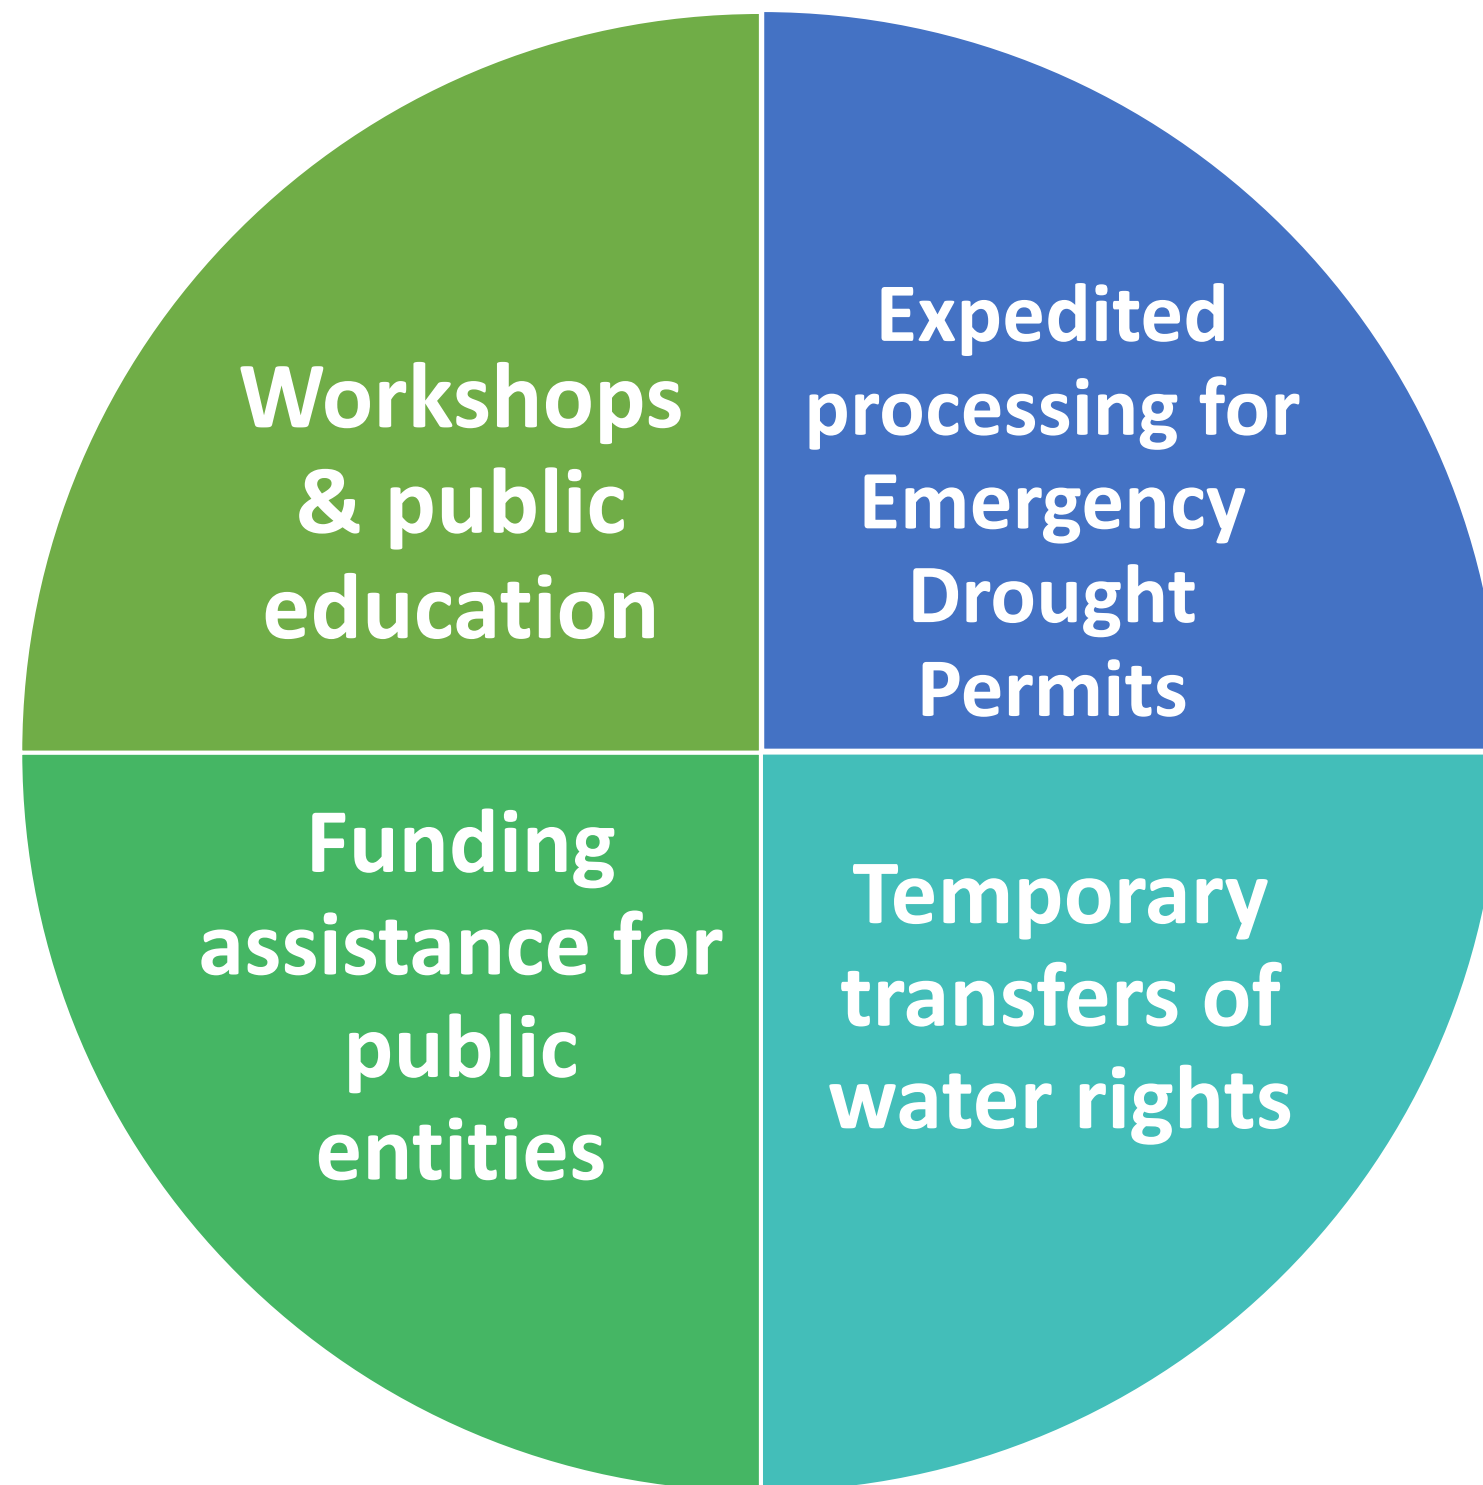 Workshops
& public
education
Expedited
processing for
Emergency
Drought
Permits
Funding
assistance for
public
entities
Temporary
transfers of
water rights